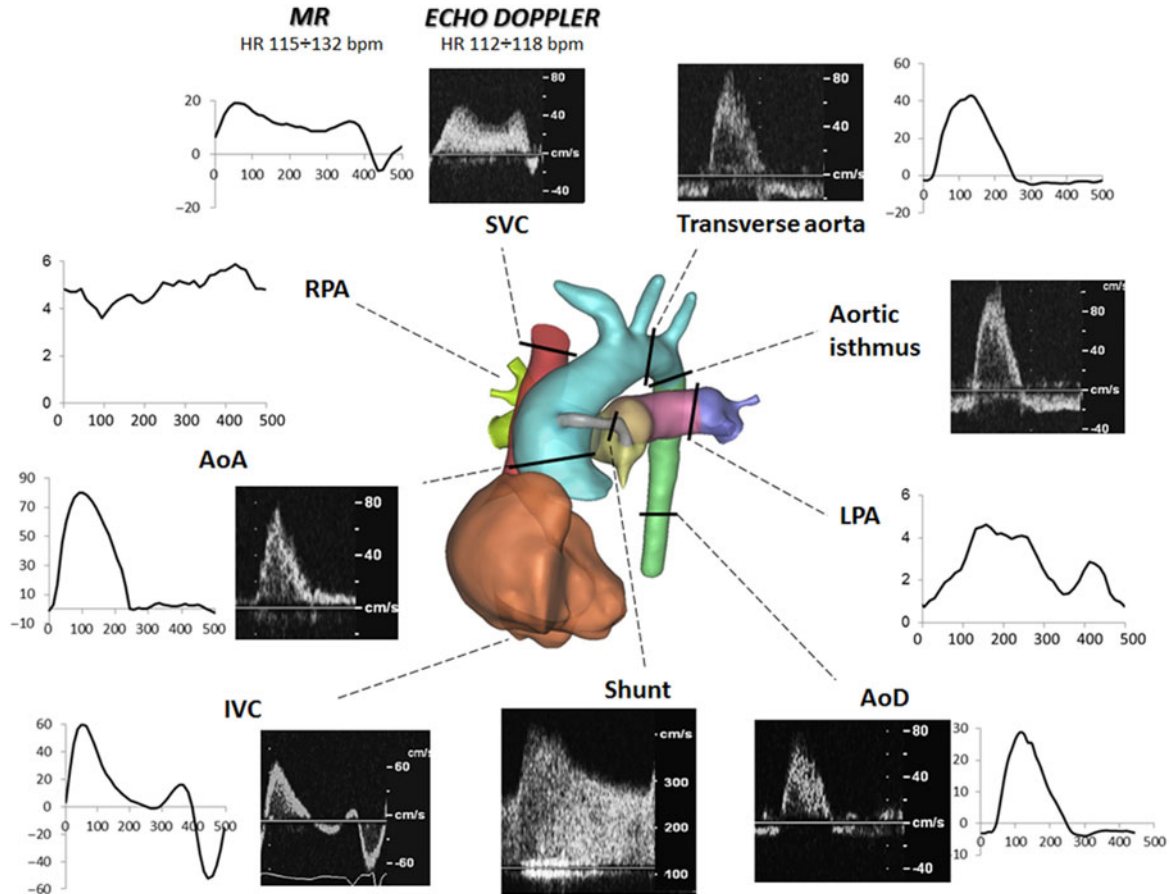 MR
HR 115÷132 bpm
ECHO DOPPLER
HR 112÷118 bpm
20
0
−20
0 100 200 300 400 500
80
40
cm/s
-40
SVC
80
40
cm/s
Transverse aorta
60
40
20
0
−20
0 100 200 300 400 500
6
4
2
0
0 100 200 300 400 500
RPA
Aortic
isthmus
cm/s
80
40
cm/s
-40
AoA
90
70
50
30
10
−10
0 100 200 300 400 500
80
40
cm/s
LPA
6
4
2
0
0 100 200 300 400 500
IVC
60
40
20
0
−20
−40
−60
0 100 200 300 400 500
cm/s
60
cm/s
-60
Shunt
cm/s
300
200
100
AoD
80
40
cm/s
-40
30
20
10
0
10
0 100 200 300 400 500